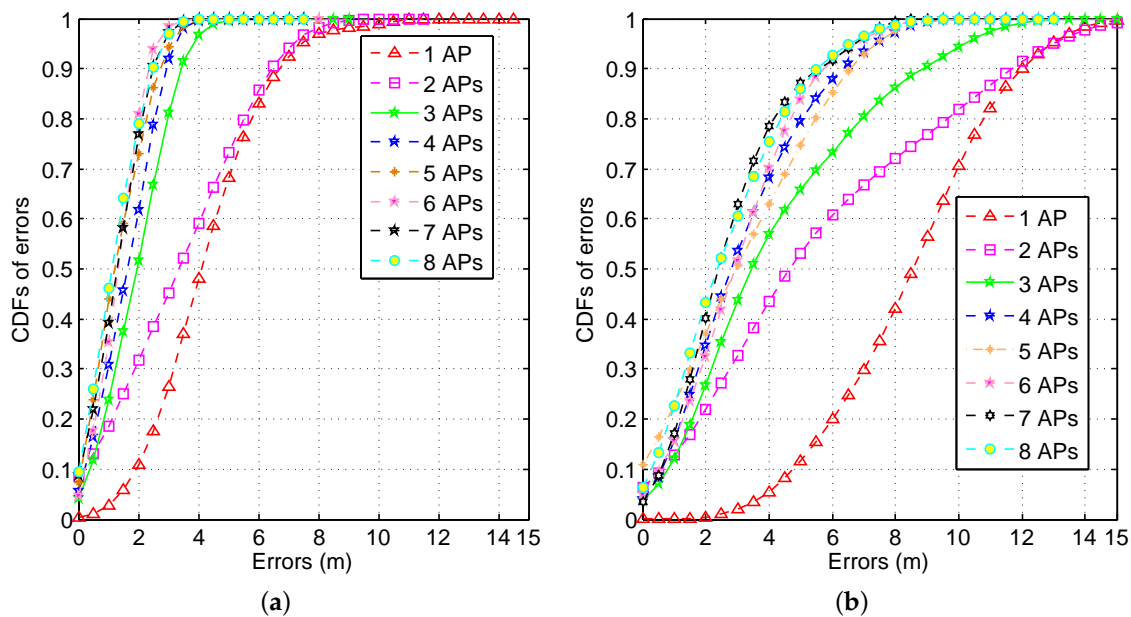 CDFs of errors
1
0.9
0.8
0.7
0.6
0.5
0.4
0.3
0.2
0.1
0
0 2 4 6 8 10 12 14 15
Errors (m)
1 AP
2 APs
3 APs
4 APs
5 APs
6 APs
7 APs
8 APs
(a)
CDFs of errors
1
0.9
0.8
0.7
0.6
0.5
0.4
0.3
0.2
0.1
0
0 2 4 6 8 10 12 14 15
Errors (m)
1 AP
2 APs
3 APs
4 APs
5 APs
6 APs
7 APs
8 APs
(b)